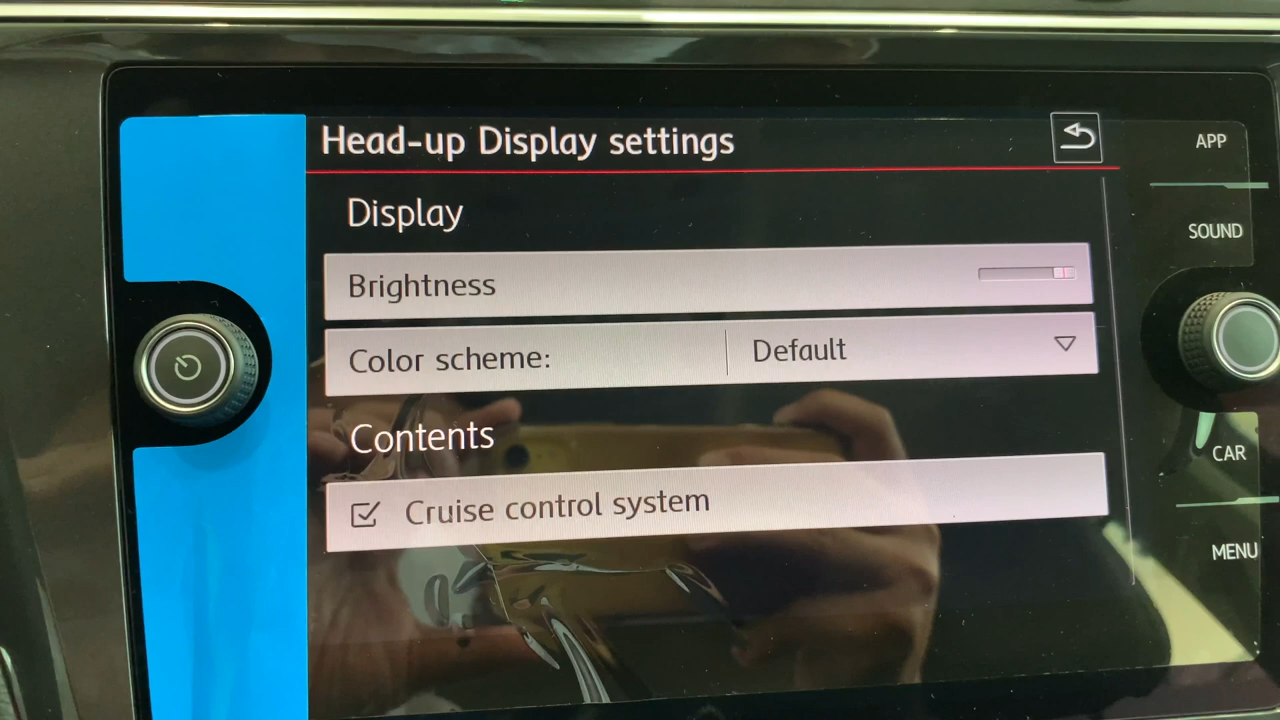 Head-up Display settings
Display
Brightness
Color scheme: Default
Contents
Cruise control system
APP
SOUND
CAR
MENU